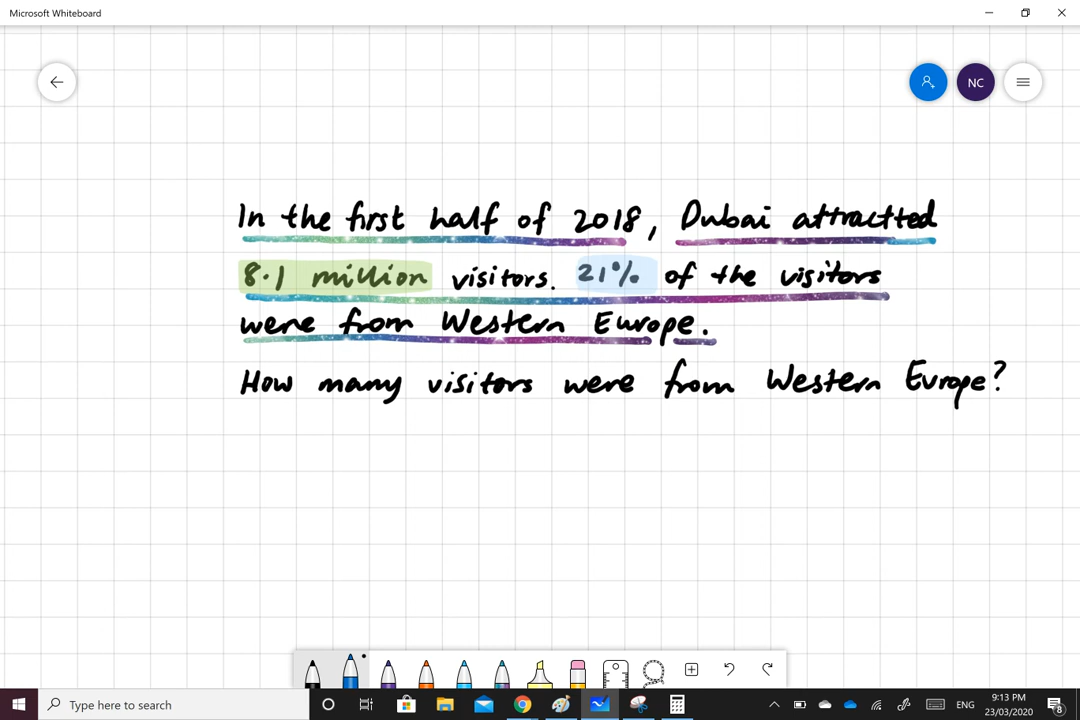 Microsoft Whiteboard
NC
In the first half of 2018, Dubai attractted
8.1 million visitors. 21% of the visitors
were from Western Europe.
How many visitors were from Western Europe?
Type here to search
ENG
9:13 PM
23/03/2020
8